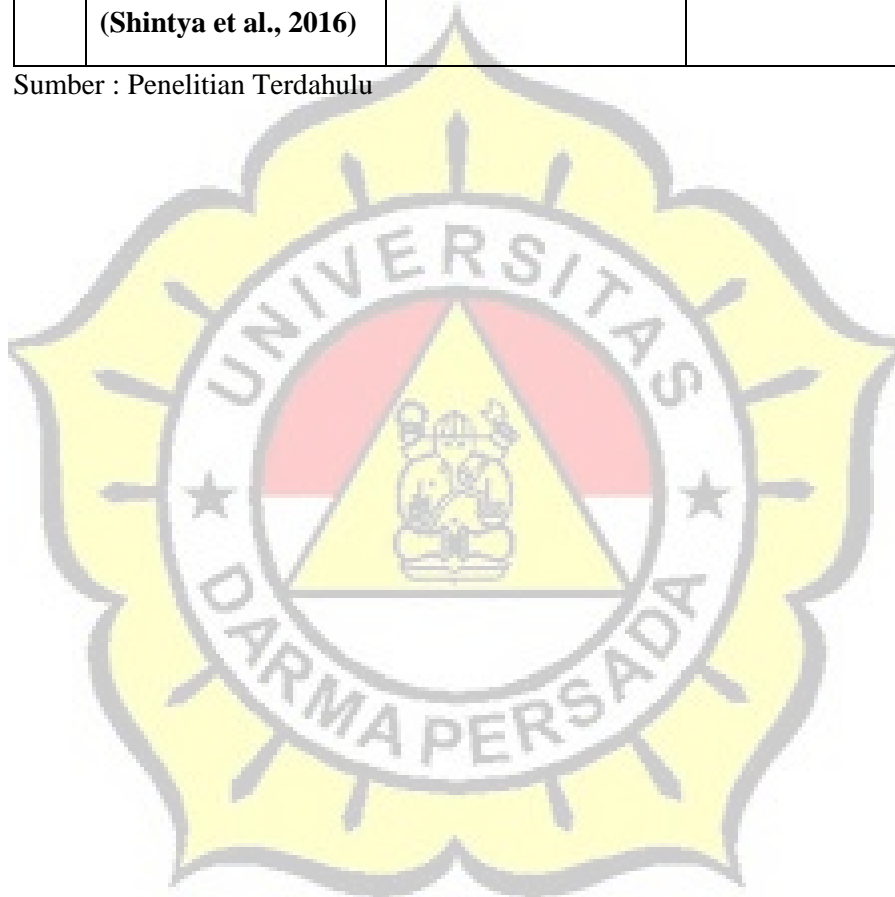 (Shintya et al., 2016)
Sumber : Penelitian Terdahulu
UNIVERSITAS
DARMA PERSADA